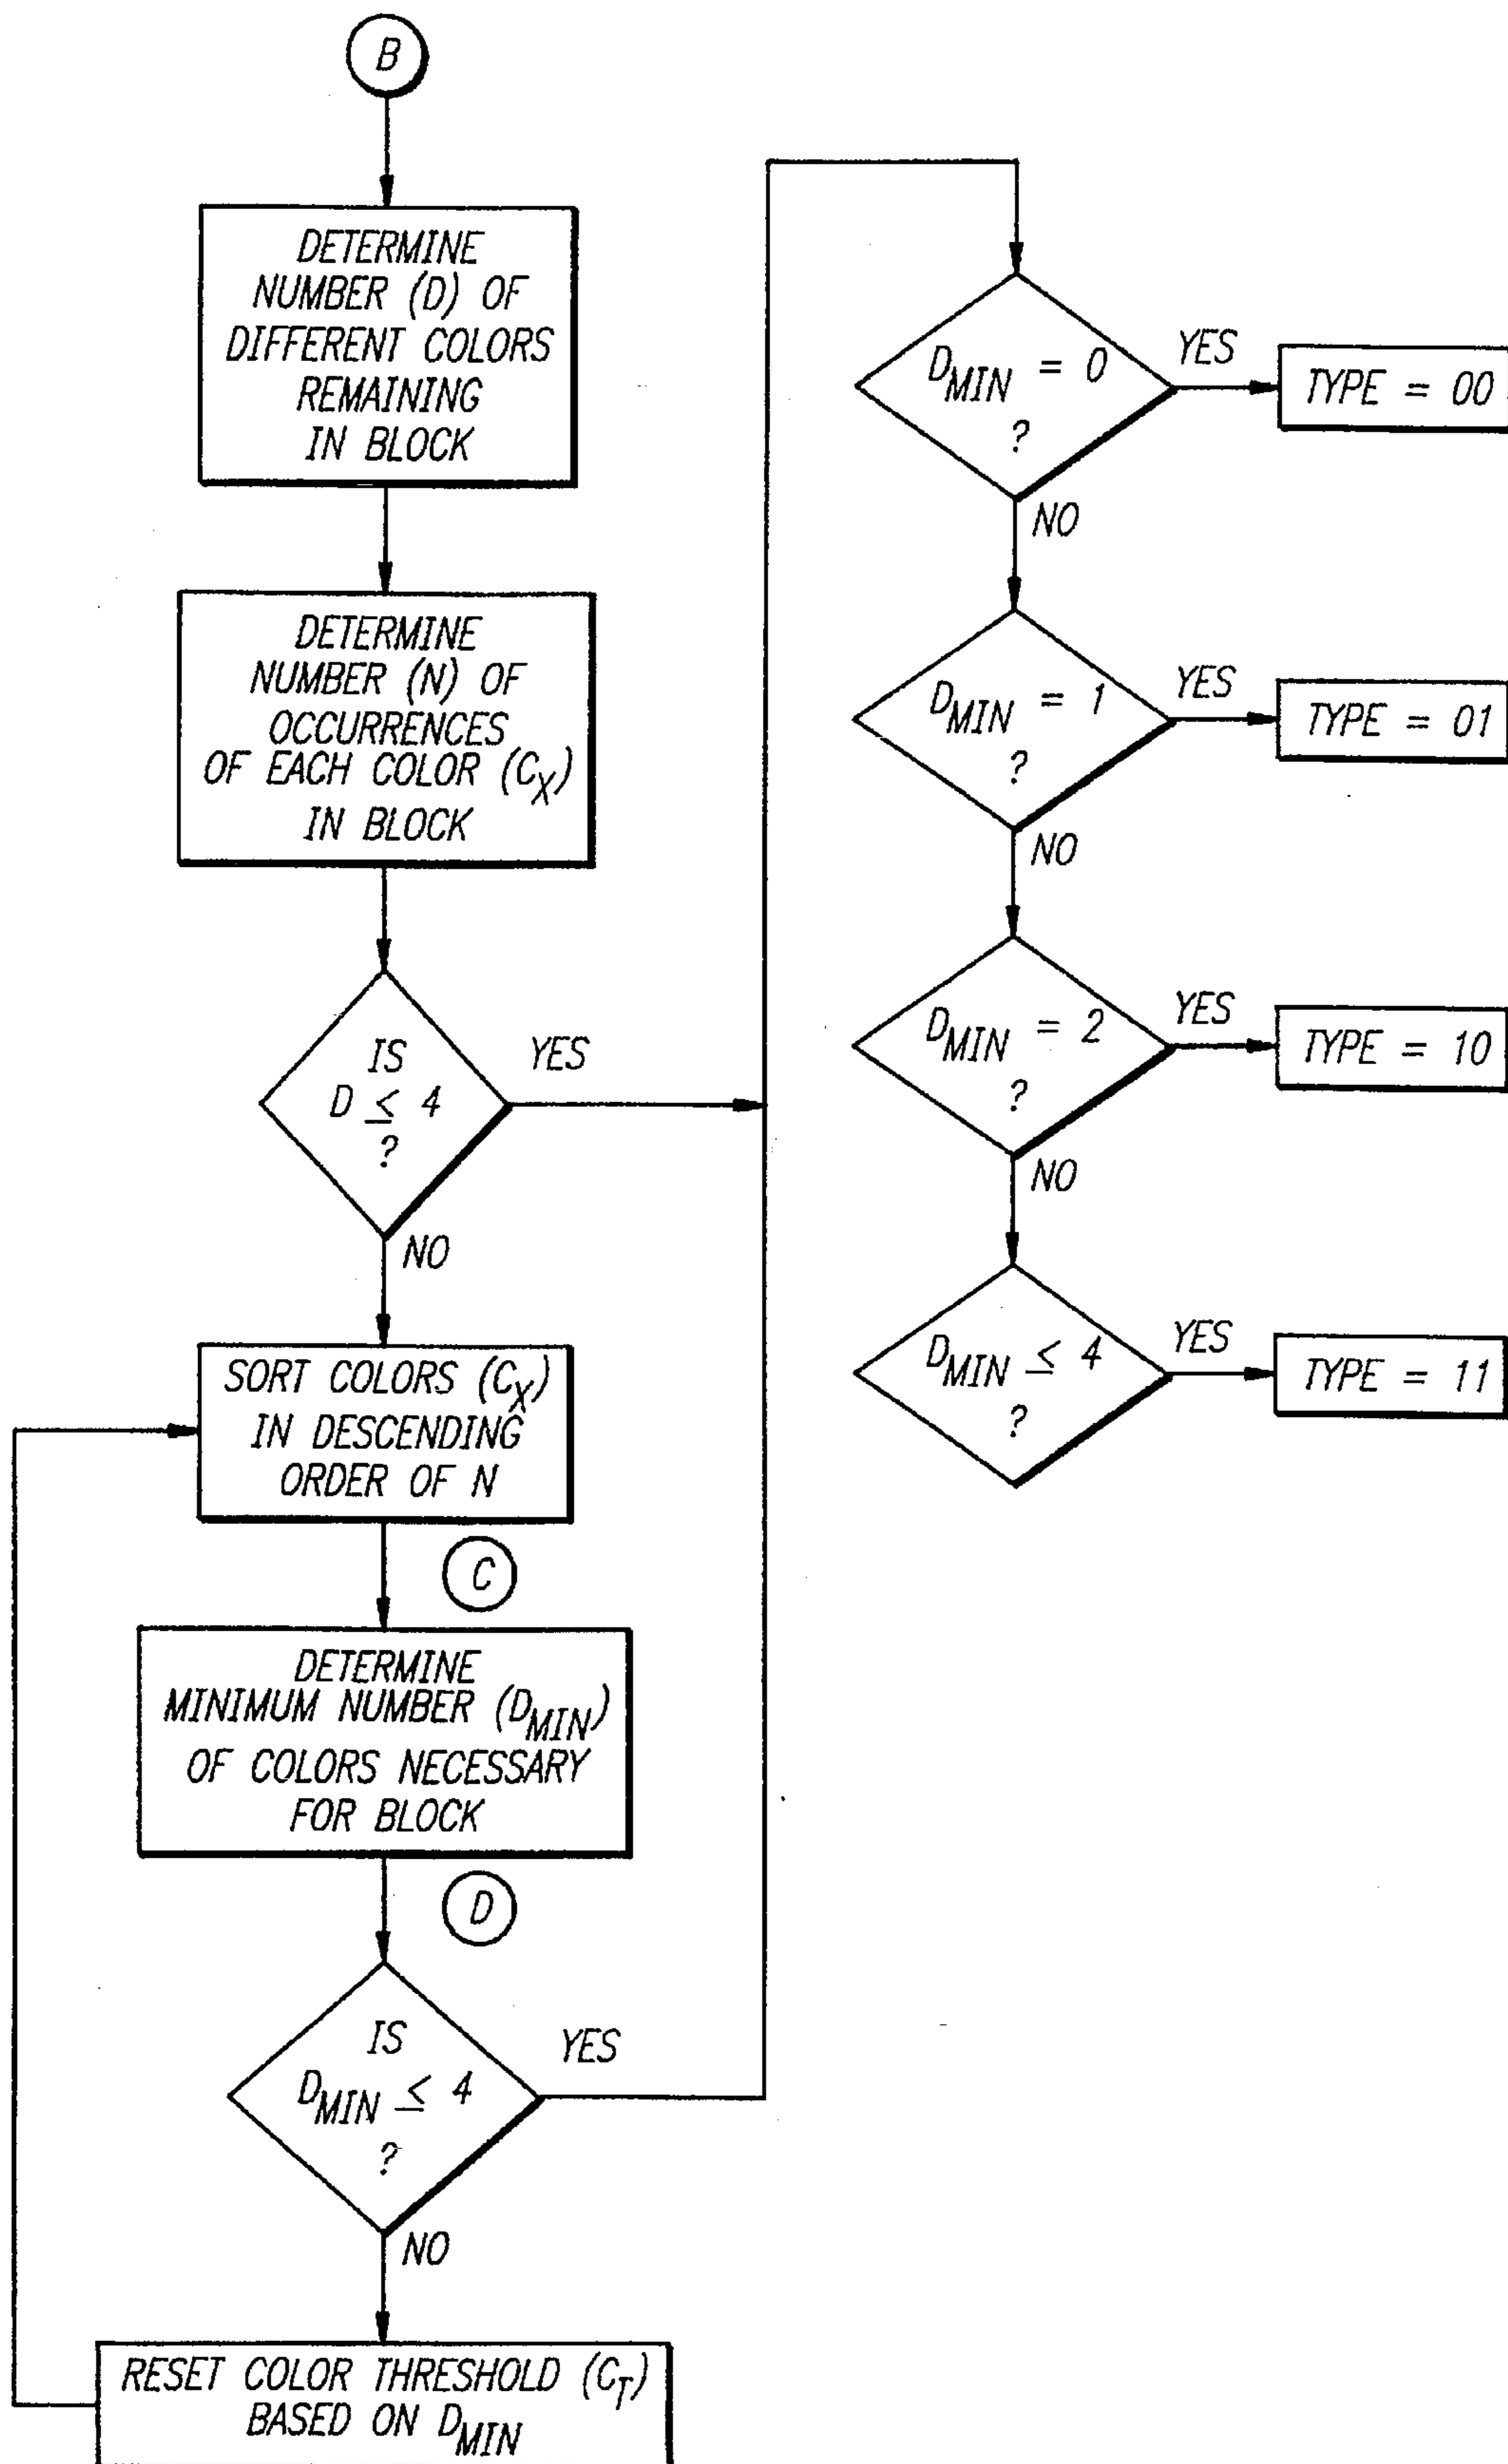 B
DETERMINE
NUMBER (D) OF
DIFFERENT COLORS
REMAINING
IN BLOCK
DETERMINE
NUMBER (N) OF
OCCURRENCES
OF EACH COLOR (CX)
IN BLOCK
IS
D ≤ 4
?
YES
NO
SORT COLORS (CX)
IN DESCENDING
ORDER OF N
C
DETERMINE
MINIMUM NUMBER (DMIN)
OF COLORS NECESSARY
FOR BLOCK
D
IS
DMIN ≤ 4
?
YES
NO
RESET COLOR THRESHOLD (CT)
BASED ON DMIN
DMIN = 0
?
YES
TYPE = 00
NO
DMIN = 1
?
YES
TYPE = 01
NO
DMIN = 2
?
YES
TYPE = 10
NO
DMIN ≤ 4
?
YES
TYPE = 11